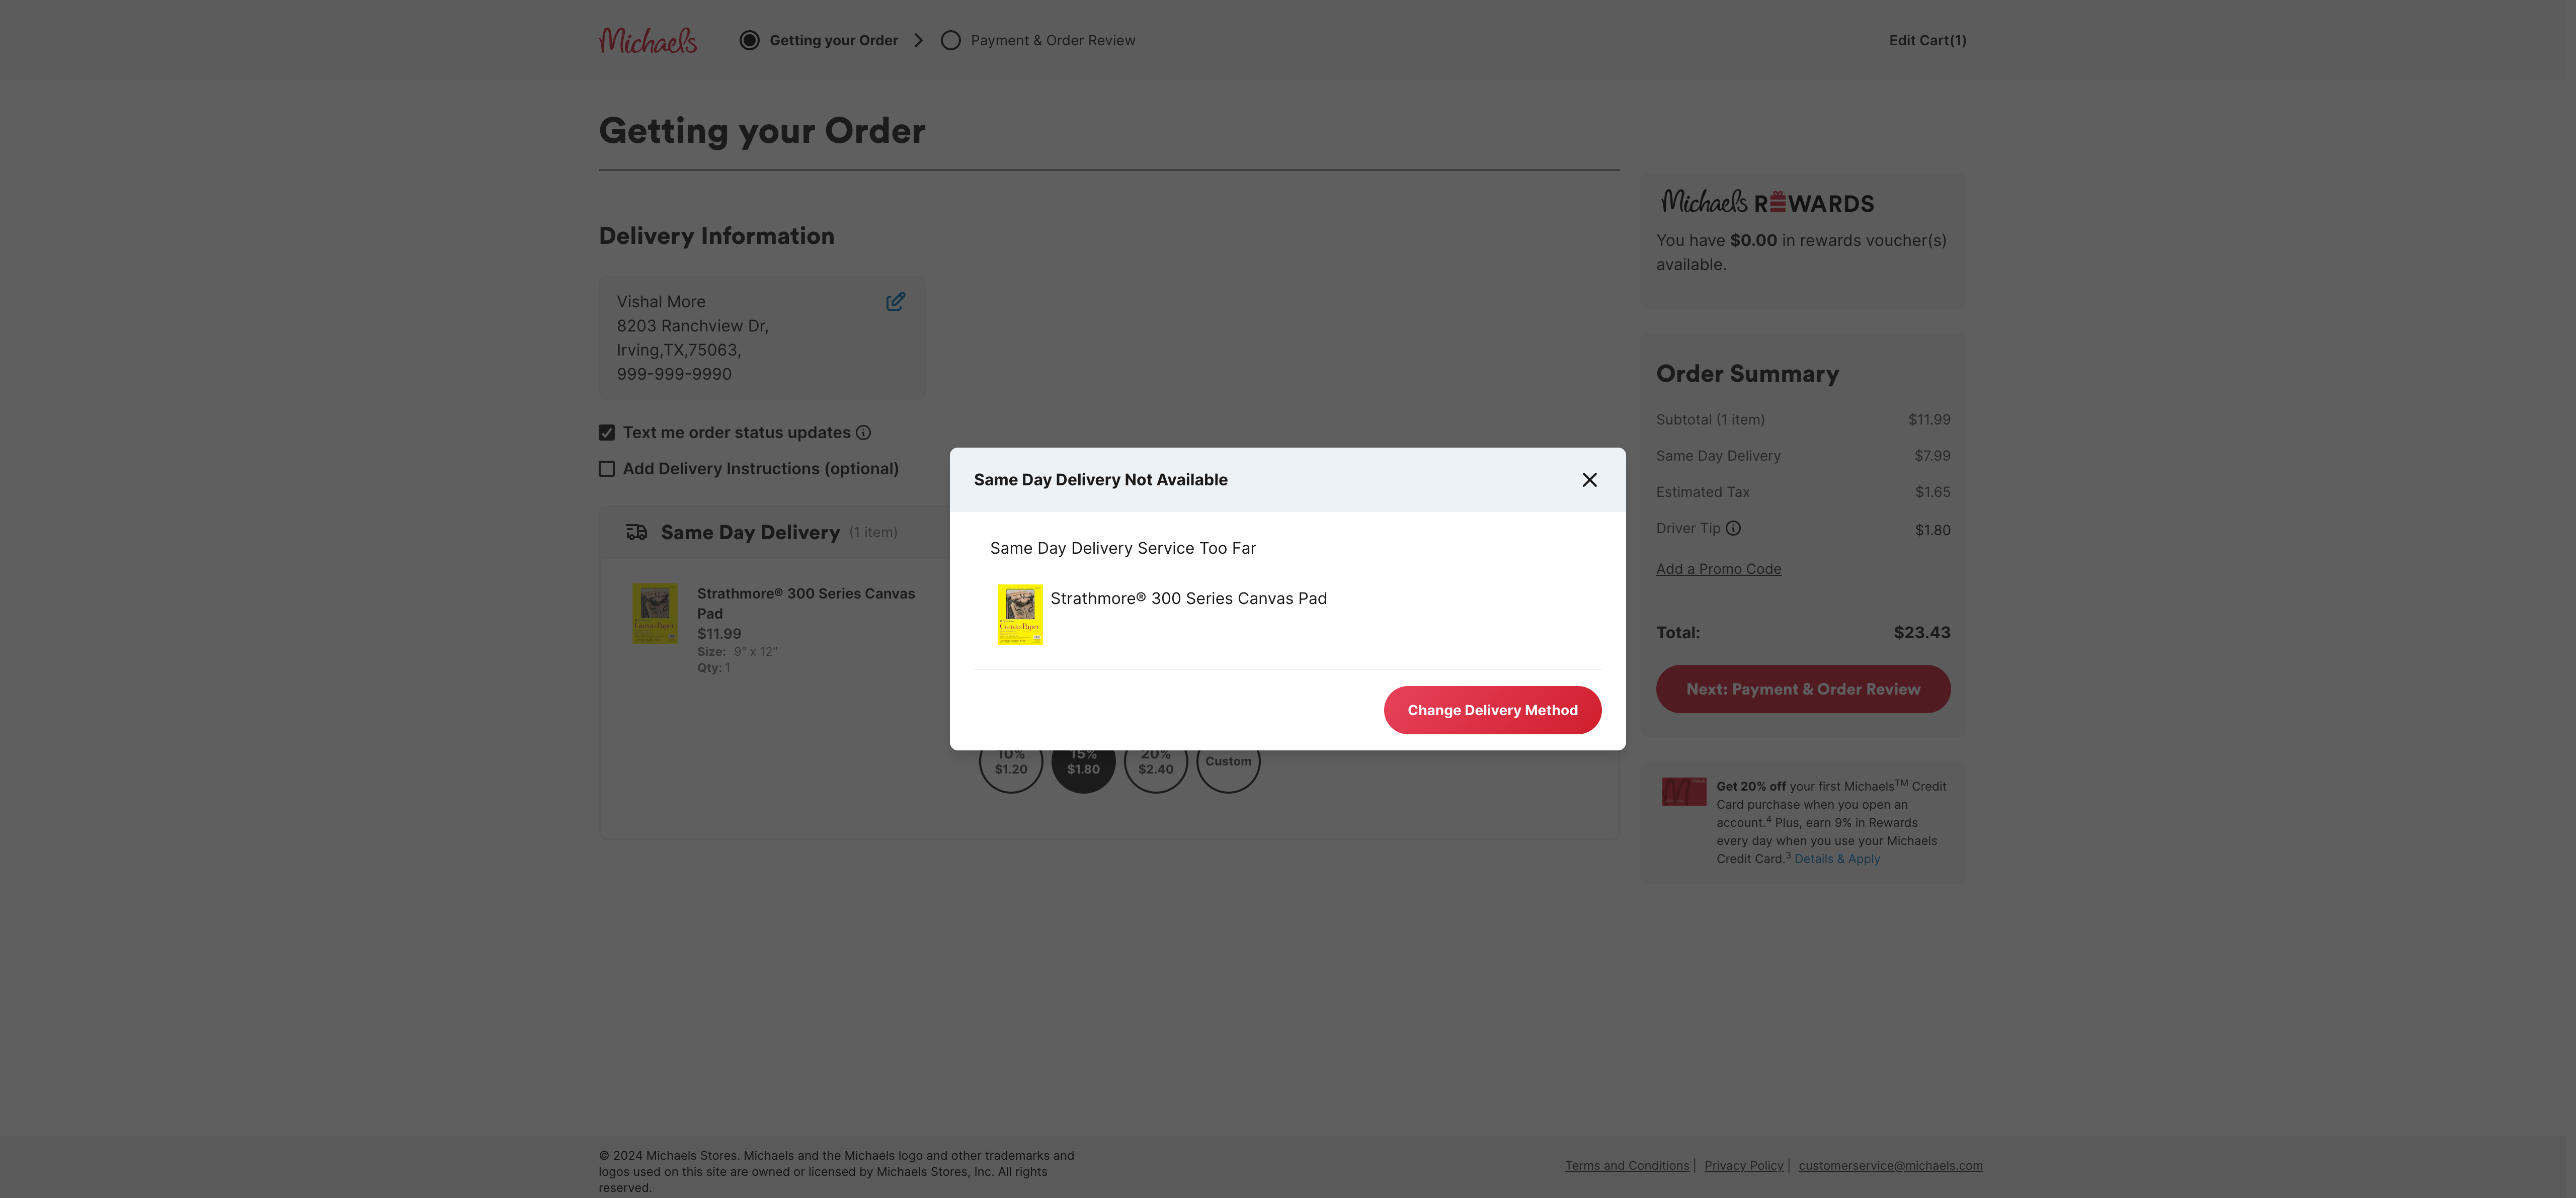 Michaels
Getting your Order
Payment & Order Review
Edit Cart(1)
Getting your Order
Delivery Information
Vishal More
8203 Ranchview Dr,
Irving,TX,75063,
999-999-9990
Text me order status updates
Add Delivery Instructions (optional)
Same Day Delivery (1 item)
Strathmore® 300 Series Canvas
Pad
$11.99
Size: 9" x 12"
Qty: 1
Same Day Delivery Not Available
Same Day Delivery Service Too Far
Canvas Paper
Strathmore® 300 Series Canvas Pad
Change Delivery Method
10%
$1.20
15%
$1.80
20%
$2.40
Custom
Michaels REWARDS
You have $0.00 in rewards voucher(s)
available.
Order Summary
Subtotal (1 item) $11.99
Same Day Delivery $7.99
Estimated Tax $1.65
Driver Tip $1.80
Add a Promo Code
Total: $23.43
Next: Payment & Order Review
Get 20% off your first Michaels™ Credit
Card purchase when you open an
account.⁴ Plus, earn 9% in Rewards
every day when you use your Michaels
Credit Card.³ Details & Apply
© 2024 Michaels Stores. Michaels and the Michaels logo and other trademarks and
logos used on this site are owned or licensed by Michaels Stores, Inc. All rights
reserved.
Terms and Conditions | Privacy Policy | customerservice@michaels.com